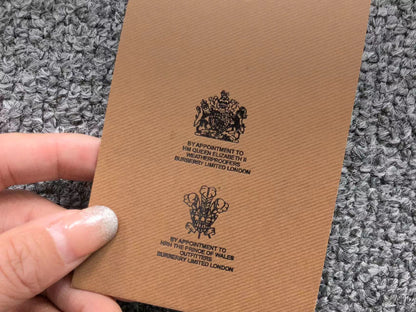 BY APPOINTMENT TO
HM QUEEN ELIZABETH II
WEATHERPROOFERS
BURBERRY LIMITED LONDON
BY APPOINTMENT TO
HRH THE PRINCE OF WALES
OUTFITTERS
BURBERRY LIMITED LONDON